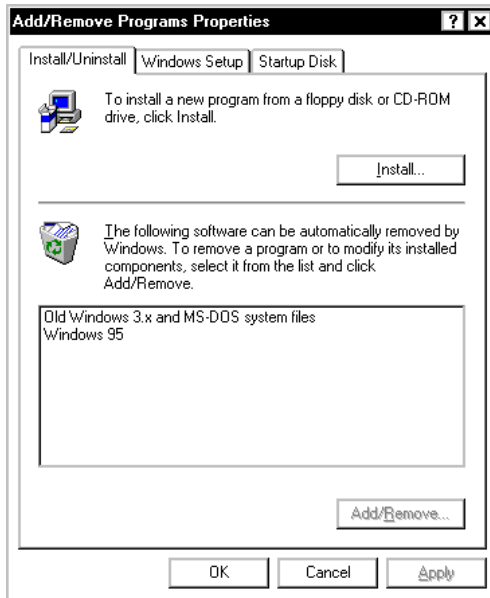 Add/Remove Programs Properties
Install/Uninstall
Windows Setup
Startup Disk
To install a new program from a floppy disk or CD-ROM
drive, click Install.
Install...
The following software can be automatically removed by
Windows. To remove a program or to modify its installed
components, select it from the list and click
Add/Remove.
Old Windows 3.x and MS-DOS system files
Windows 95
Add/Remove...
OK
Cancel
Apply